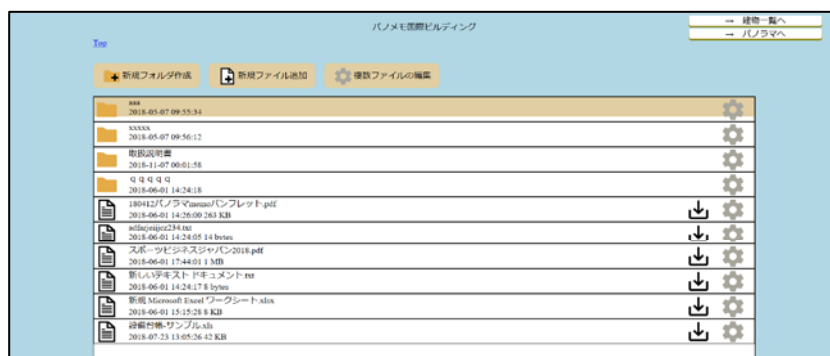 パノメモ国際ビルディング
→ 建物一覧へ
→ パノラマへ
Top
新規フォルダ作成
新規ファイル追加
複数ファイルの編集
aaa
2018-05-07 09:55:34
xxxxx
2018-05-07 09:56:12
取扱説明書
2018-11-07 00:01:58
q q q q q
2018-06-01 14:24:18
180412パノラマmemoパンフレット.pdf
2018-06-01 14:26:00 263 KB
2018-06-01 14:24:05 14 bytes
スポーツビジネスジャパン2018.pdf
2018-06-01 17:44:01 1 MB
新しいテキスト ドキュメント.txt
2018-06-01 14:24:17 8 bytes
新規 Microsoft Excel ワークシート.xlsx
2018-06-01 15:15:28 8 KB
設備台帳-サンプル.xls
2018-07-23 13:05:26 42 KB